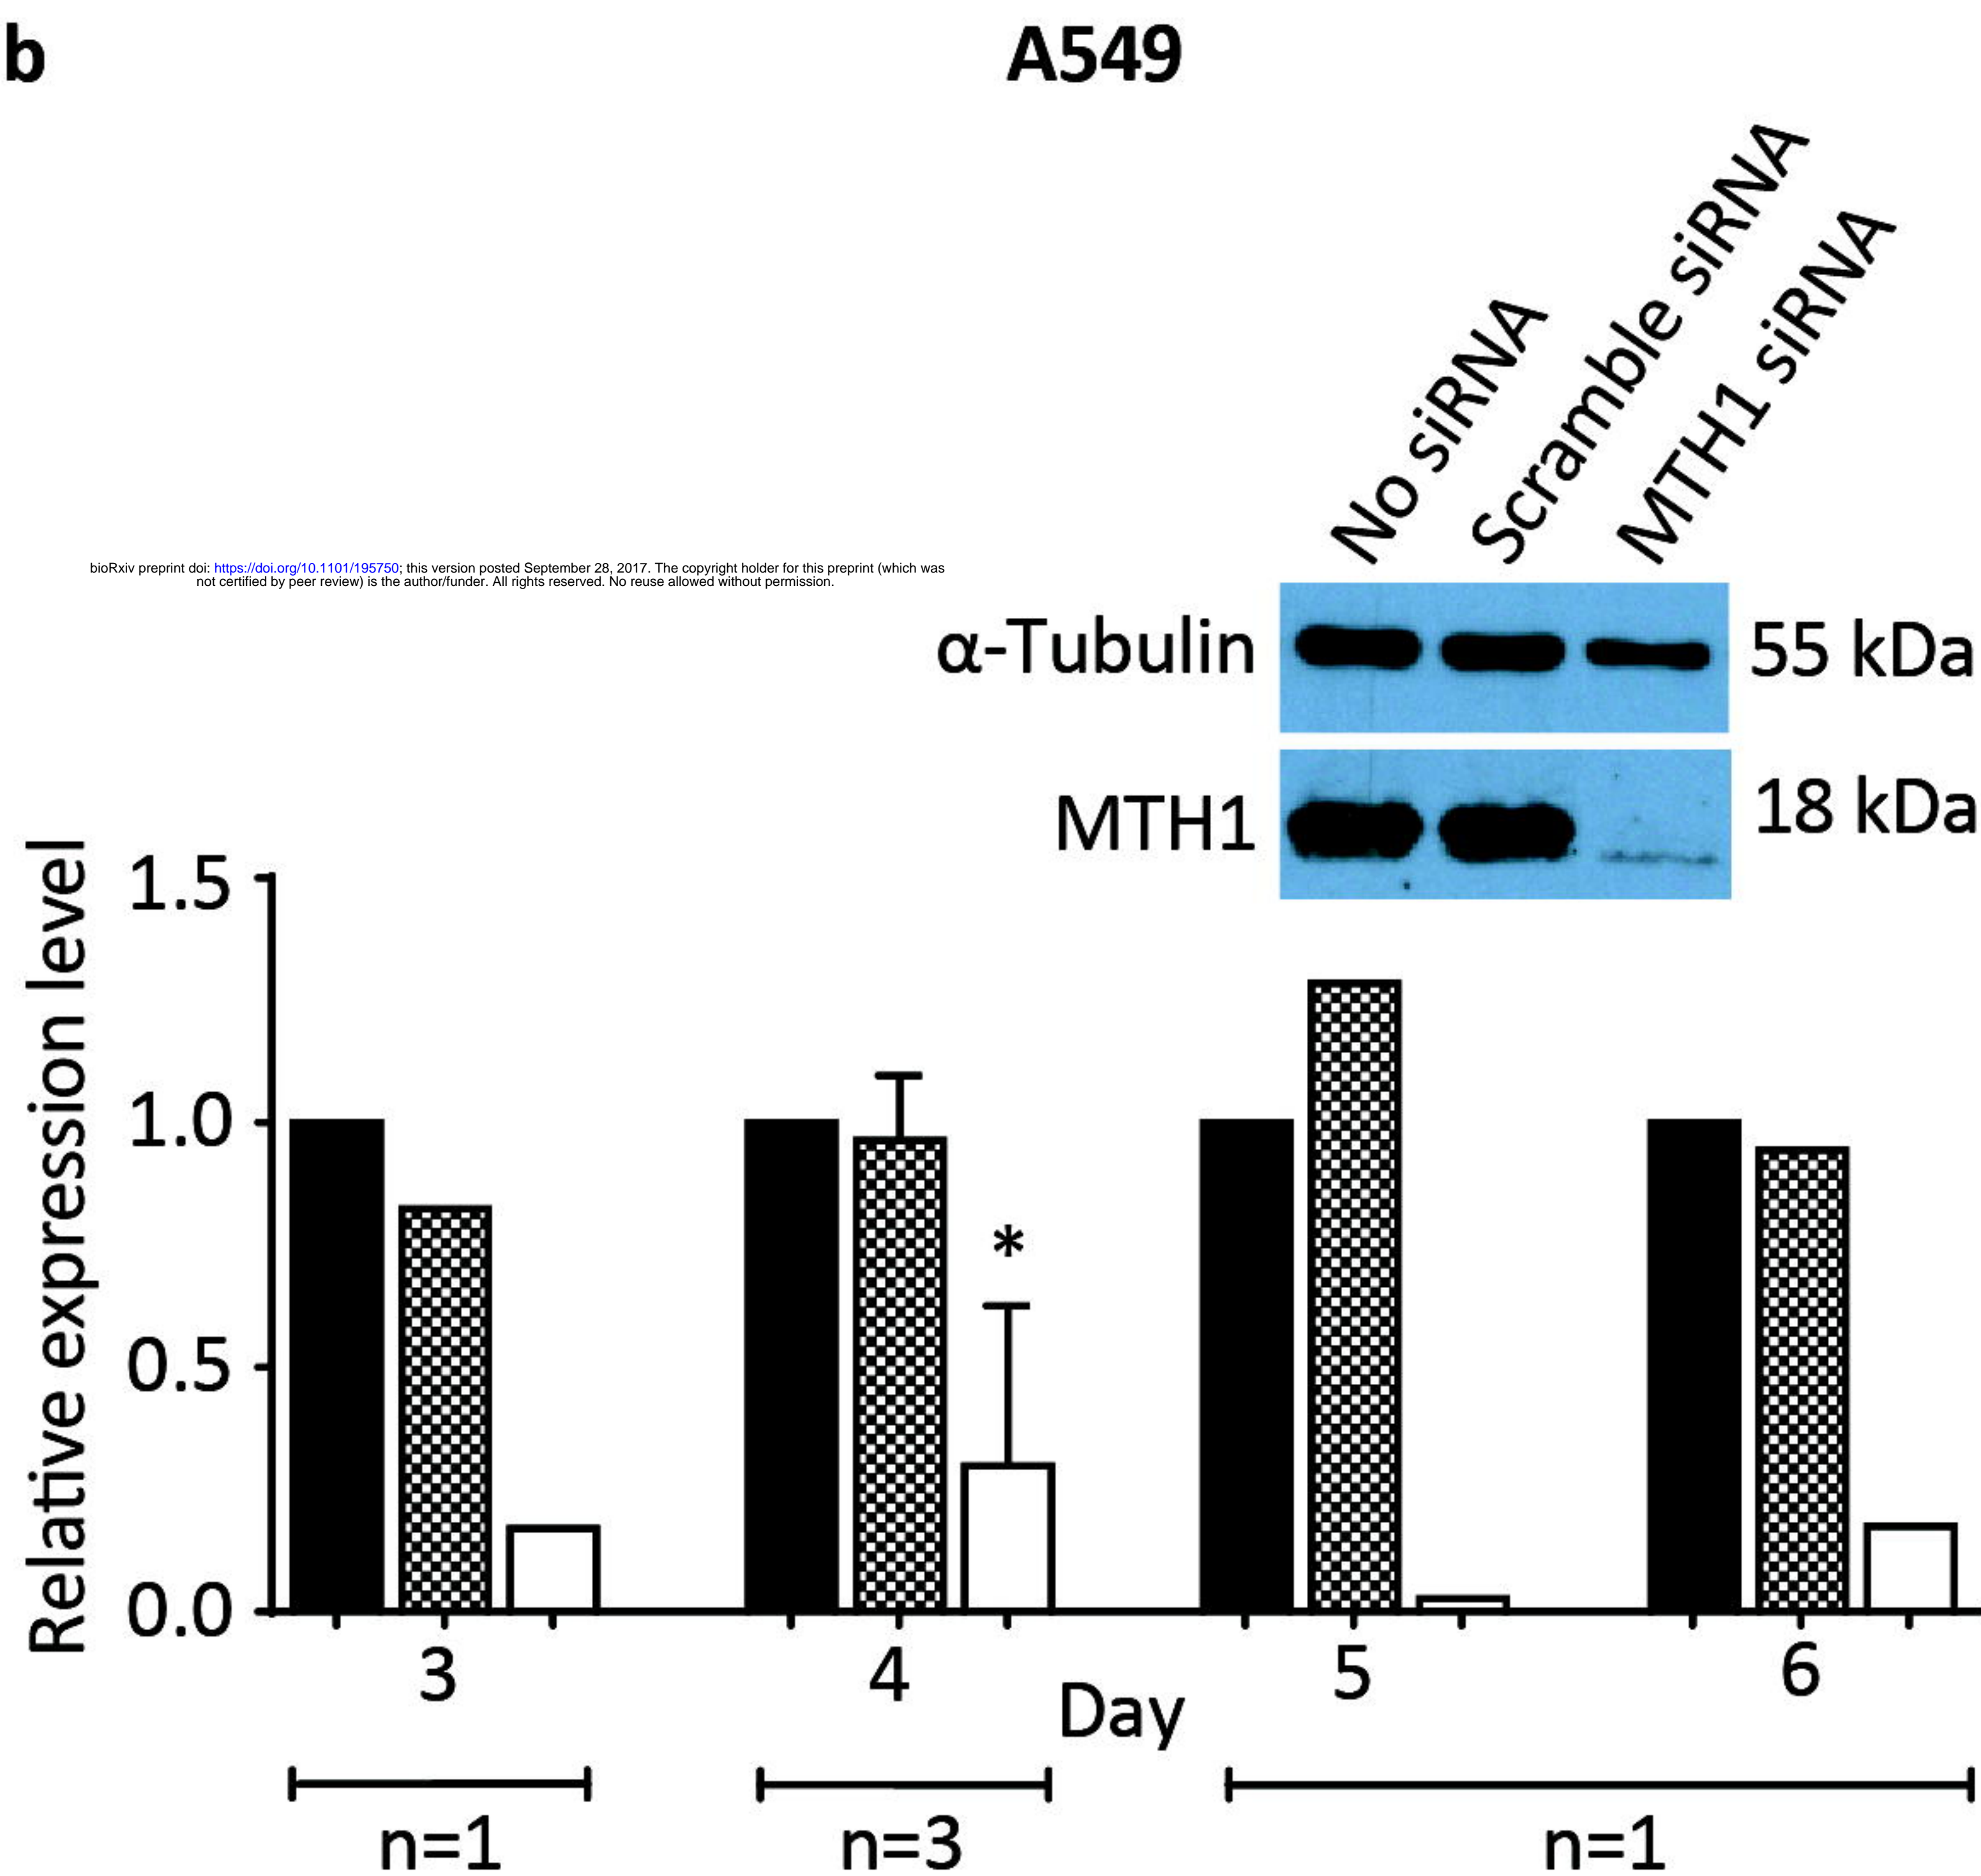 b
A549
No siRNA
Scramble siRNA
MTH1 siRNA
bioRxiv preprint doi: https://doi.org/10.1101/195750; this version posted September 28, 2017. The copyright holder for this preprint (which was
not certified by peer review) is the author/funder. All rights reserved. No reuse allowed without permission.
α-Tubulin
55 kDa
MTH1
18 kDa
Relative expression level
1.5
1.0
0.5
0.0
*
3
4
5
6
Day
n=1
n=3
n=1